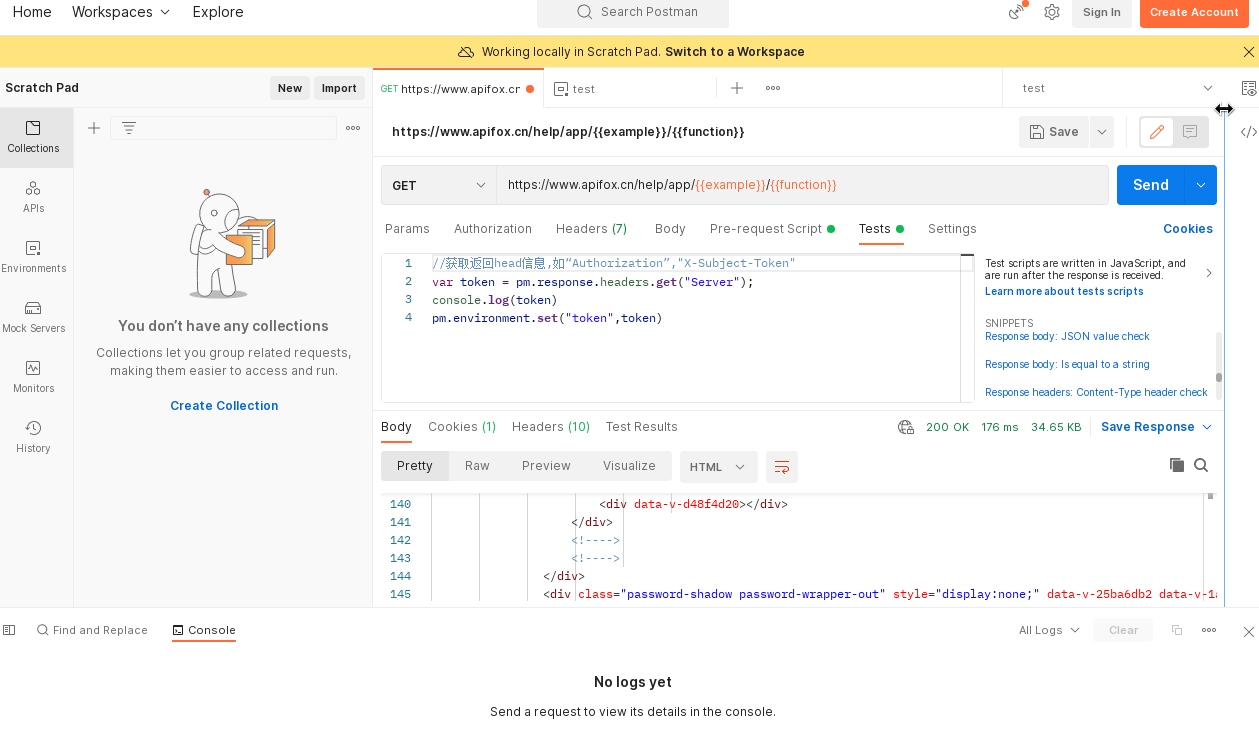 Home Workspaces Explore Search Postman Sign In Create Account
Working locally in Scratch Pad. Switch to a Workspace
Scratch Pad New Import
GET https://www.apifox.cn
test
test
Collections
APIs
Environments
Mock Servers
Monitors
History
You don't have any collections
Collections let you group related requests,
making them easier to access and run.
Create Collection
https://www.apifox.cn/help/app/{{example}}/{{function}}
Save
GET https://www.apifox.cn/help/app/{{example}}/{{function}} Send
Params Authorization Headers (7) Body Pre-request Script Tests Settings Cookies
1 //获取返回head信息,如“Authorization”,"X-Subject-Token"
2 var token = pm.response.headers.get("Server");
3 console.log(token)
4 pm.environment.set("token",token)
Test scripts are written in JavaScript, and
are run after the response is received.
Learn more about tests scripts
SNIPPETS
Response body: JSON value check
Response body: Is equal to a string
Response headers: Content-Type header check
Body Cookies (1) Headers (10) Test Results 200 OK 176 ms 34.65 KB Save Response
Pretty Raw Preview Visualize HTML
140 <div data-v-d48f4d20></div>
141 </div>
142 <!---->
143 <!---->
144 </div>
145 <div class="password-shadow password-wrapper-out" style="display:none;" data-v-25ba6db2 data-v-1a
Find and Replace Console All Logs Clear
No logs yet
Send a request to view its details in the console.